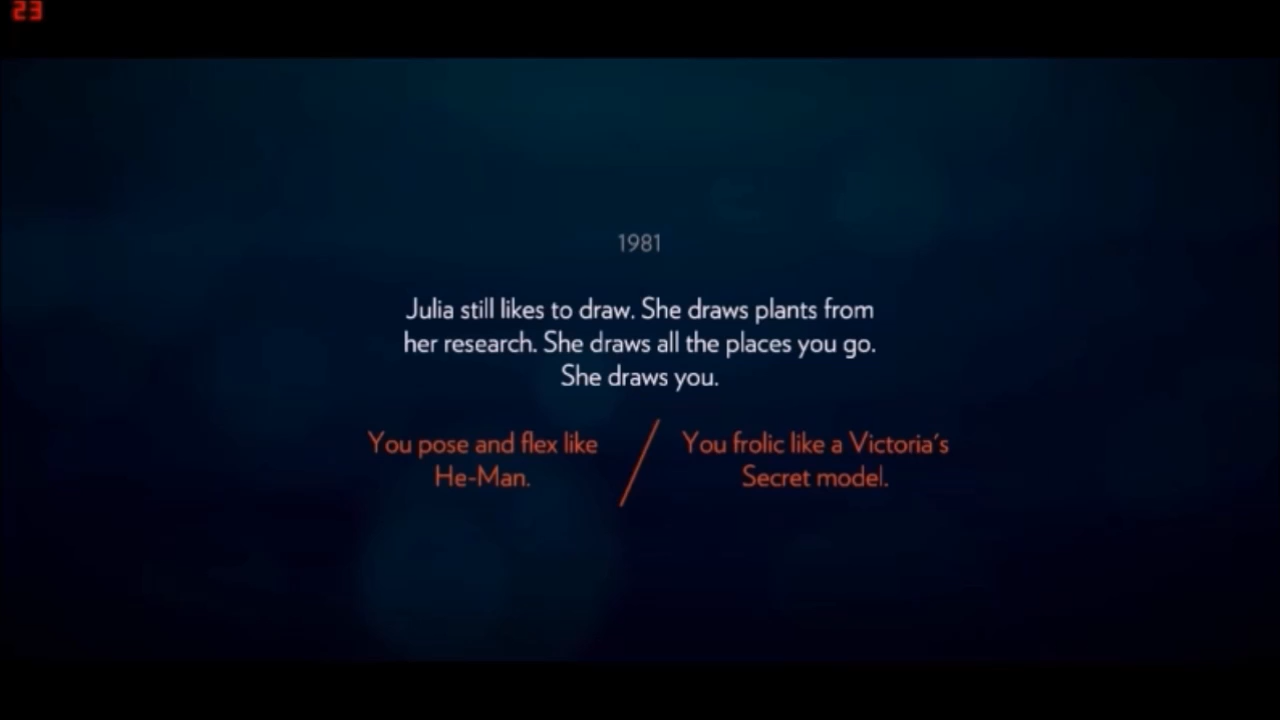 23
1981
Julia still likes to draw. She draws plants from
her research. She draws all the places you go.
She draws you.
You pose and flex like
He-Man.
You frolic like a Victoria's
Secret model.